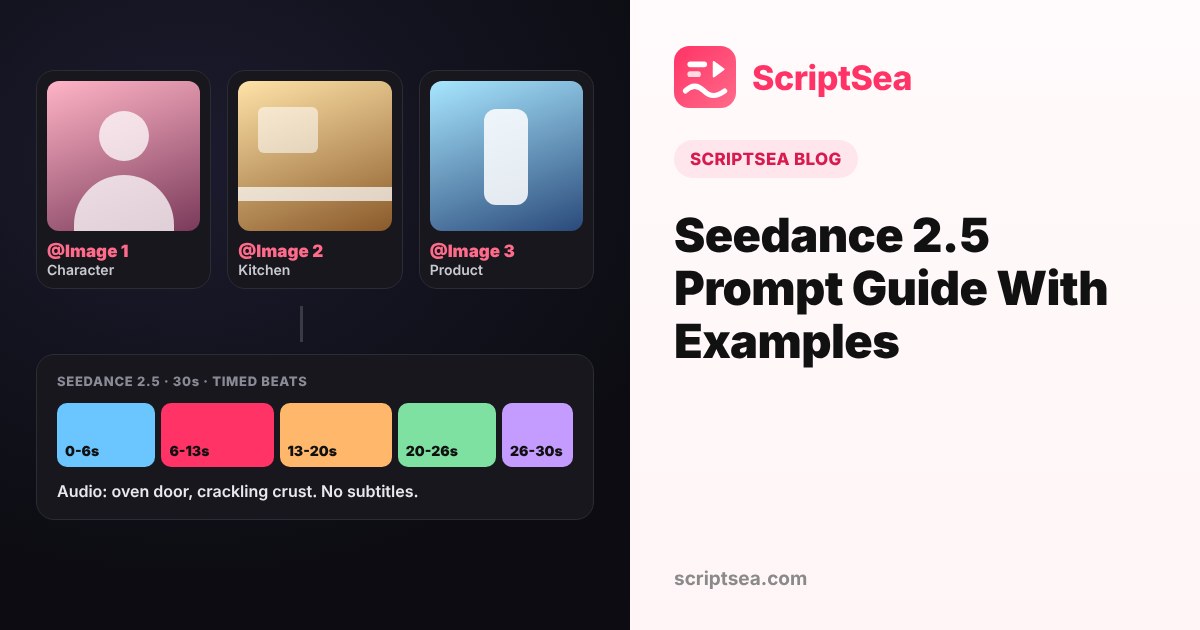 @Image 1
Character
@Image 2
Kitchen
@Image 3
Product
SEEDANCE 2.5 · 30s · TIMED BEATS
0-6s
6-13s
13-20s
20-26s
26-30s
Audio: oven door, crackling crust. No subtitles.
ScriptSea
SCRIPTSEA BLOG
Seedance 2.5
Prompt Guide With
Examples
scriptsea.com